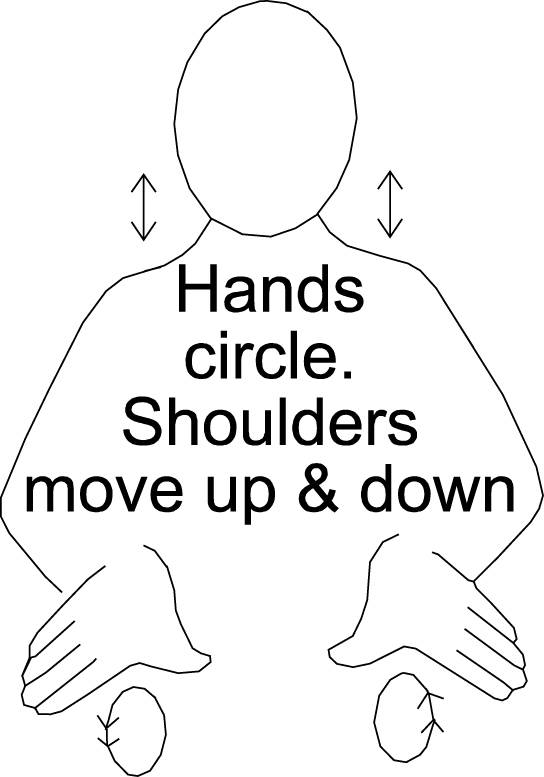 Hands
circle.
Shoulders
move up & down